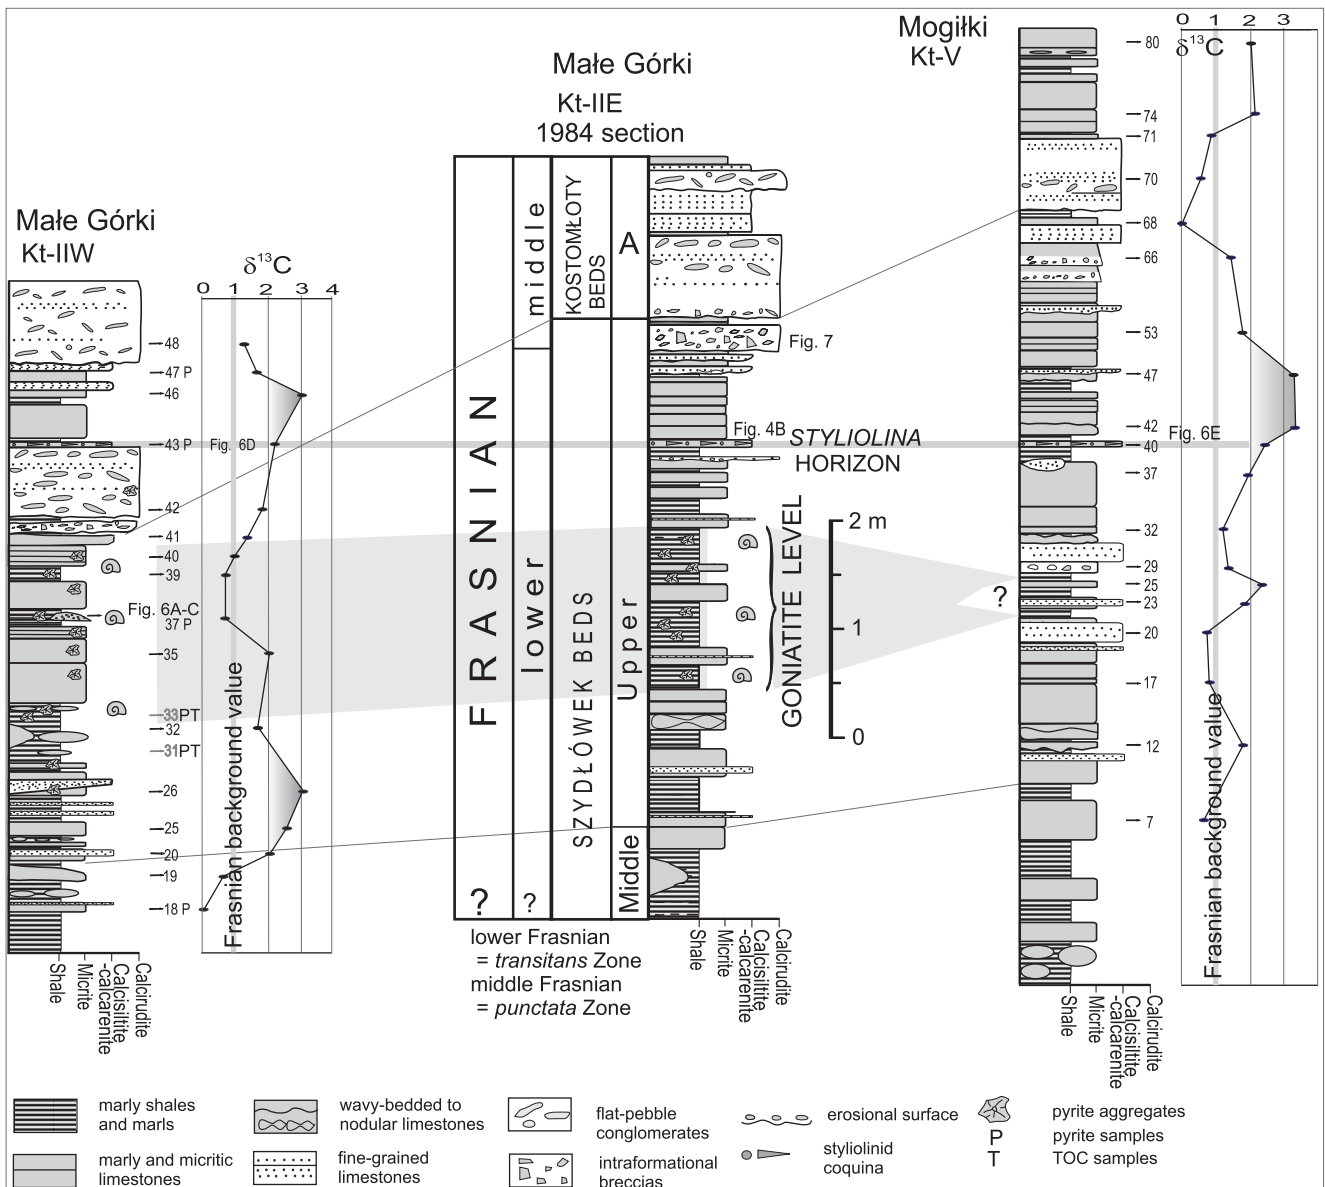 Małe Górki
Kt-IIW
δ13C
0 1 2 3 4
48
47 P
46
43 P
Fig. 6D
42
41
40
39
Fig. 6A-C
37 P
35
33PT
32
31PT
26
25
20
19
18 P
Frasnian background value
Shale
Micrite
Calcisiltite
-calcarenite
Calcirudite
Małe Górki
Kt-IIE
1984 section
FRASNIAN
?
middle
lower
?
KOSTOMŁOTY
BEDS
SZYDŁÓWEK BEDS
A
Upper
Middle
Fig. 7
Fig. 4B
STYLIOLINA
HORIZON
GONIATITE LEVEL
2 m
1
0
lower Frasnian
= transitans Zone
middle Frasnian
= punctata Zone
Shale
Micrite
Calcisiltite
-calcarenite
Calcirudite
Mogiłki
Kt-V
0 1 2 3
δ13C
80
74
71
70
68
66
53
47
42
Fig. 6E
40
37
32
29
25
23
?
20
17
12
7
Frasnian background value
Shale
Micrite
Calcisiltite
-calcarenite
Calcirudite
marly shales
and marls
marly and micritic
limestones
wavy-bedded to
nodular limestones
fine-grained
limestones
flat-pebble
conglomerates
intraformational
breccias
erosional surface
styliolinid
coquina
pyrite aggregates
P pyrite samples
T TOC samples